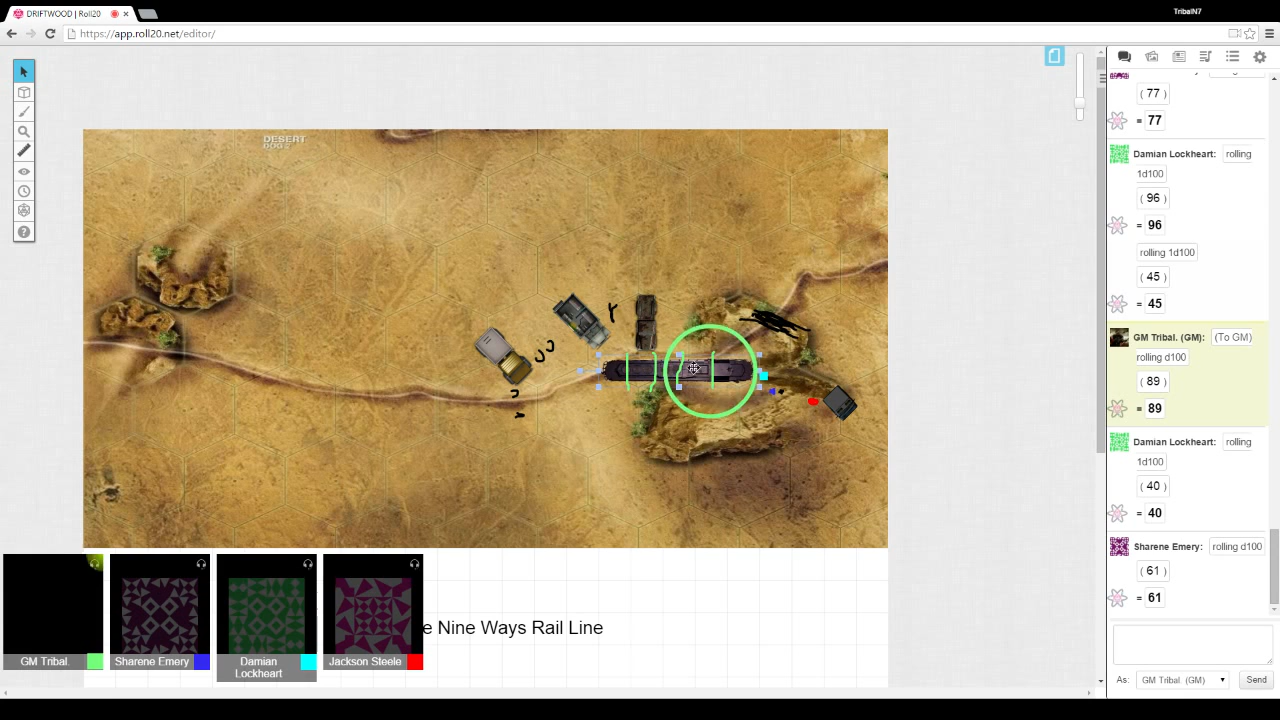 TribalN7
DRIFTWOOD | Roll20
https://app.roll20.net/editor/
DESERT
DOG
( 77 )
= 77
Damian Lockheart: rolling
1d100
( 96 )
= 96
rolling 1d100
( 45 )
= 45
GM Tribal. (GM): (To GM)
rolling d100
( 89 )
= 89
Damian Lockheart: rolling
1d100
( 40 )
= 40
Sharene Emery: rolling d100
( 61 )
= 61
e Nine Ways Rail Line
GM Tribal.
Sharene Emery
Damian
Lockheart
Jackson Steele
As: GM Tribal (GM)
Send